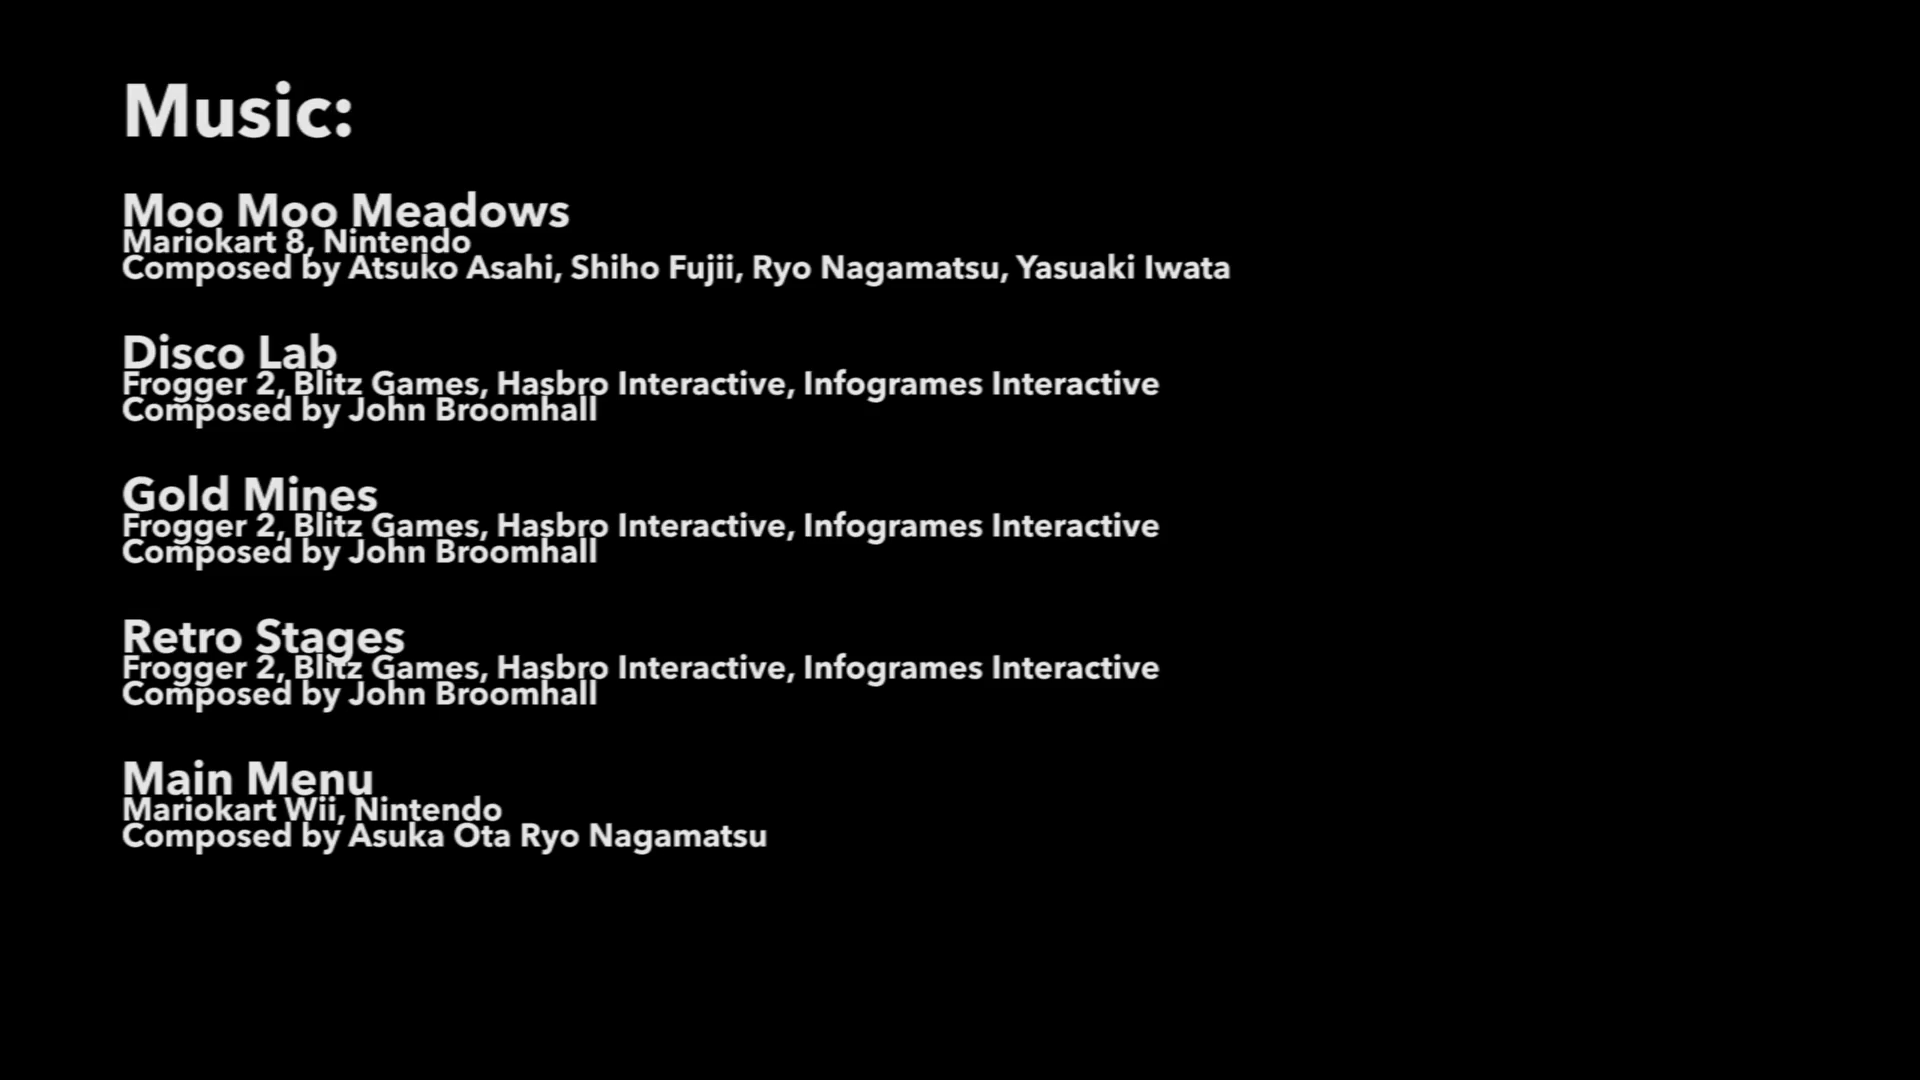 Music:
Moo Moo Meadows
Mariokart 8, Nintendo
Composed by Atsuko Asahi, Shiho Fujii, Ryo Nagamatsu, Yasuaki Iwata
Disco Lab
Frogger 2, Blitz Games, Hasbro Interactive, Infogrames Interactive
Composed by John Broomhall
Gold Mines
Frogger 2, Blitz Games, Hasbro Interactive, Infogrames Interactive
Composed by John Broomhall
Retro Stages
Frogger 2, Blitz Games, Hasbro Interactive, Infogrames Interactive
Composed by John Broomhall
Main Menu
Mariokart Wii, Nintendo
Composed by Asuka Ota Ryo Nagamatsu